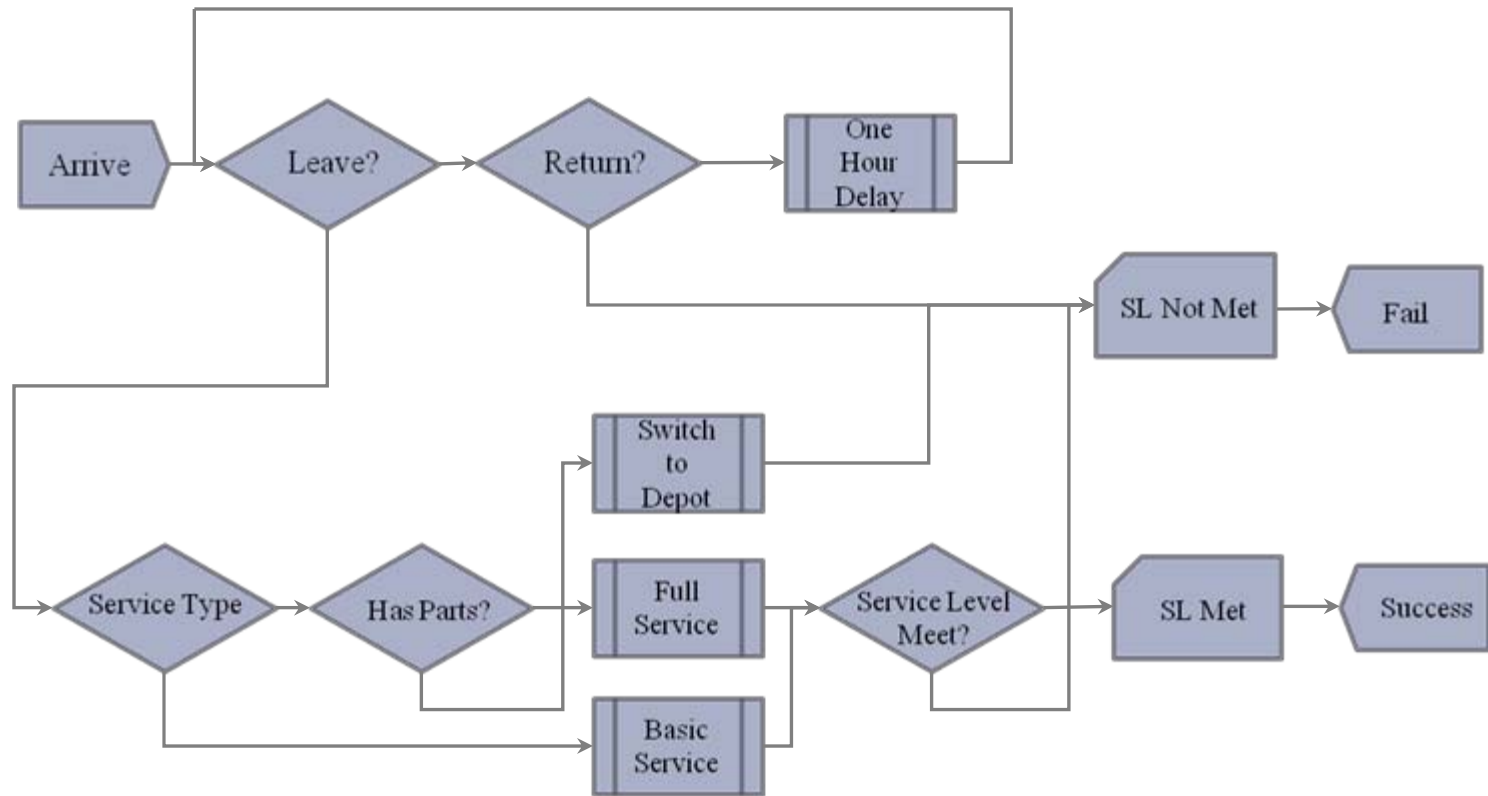 Arrive
Leave?
Return?
One
Hour
Delay
SL Not Met
Fail
Switch
to
Depot
Service Type
Has Parts?
Full
Service
Service Level
Meet?
SL Met
Success
Basic
Service